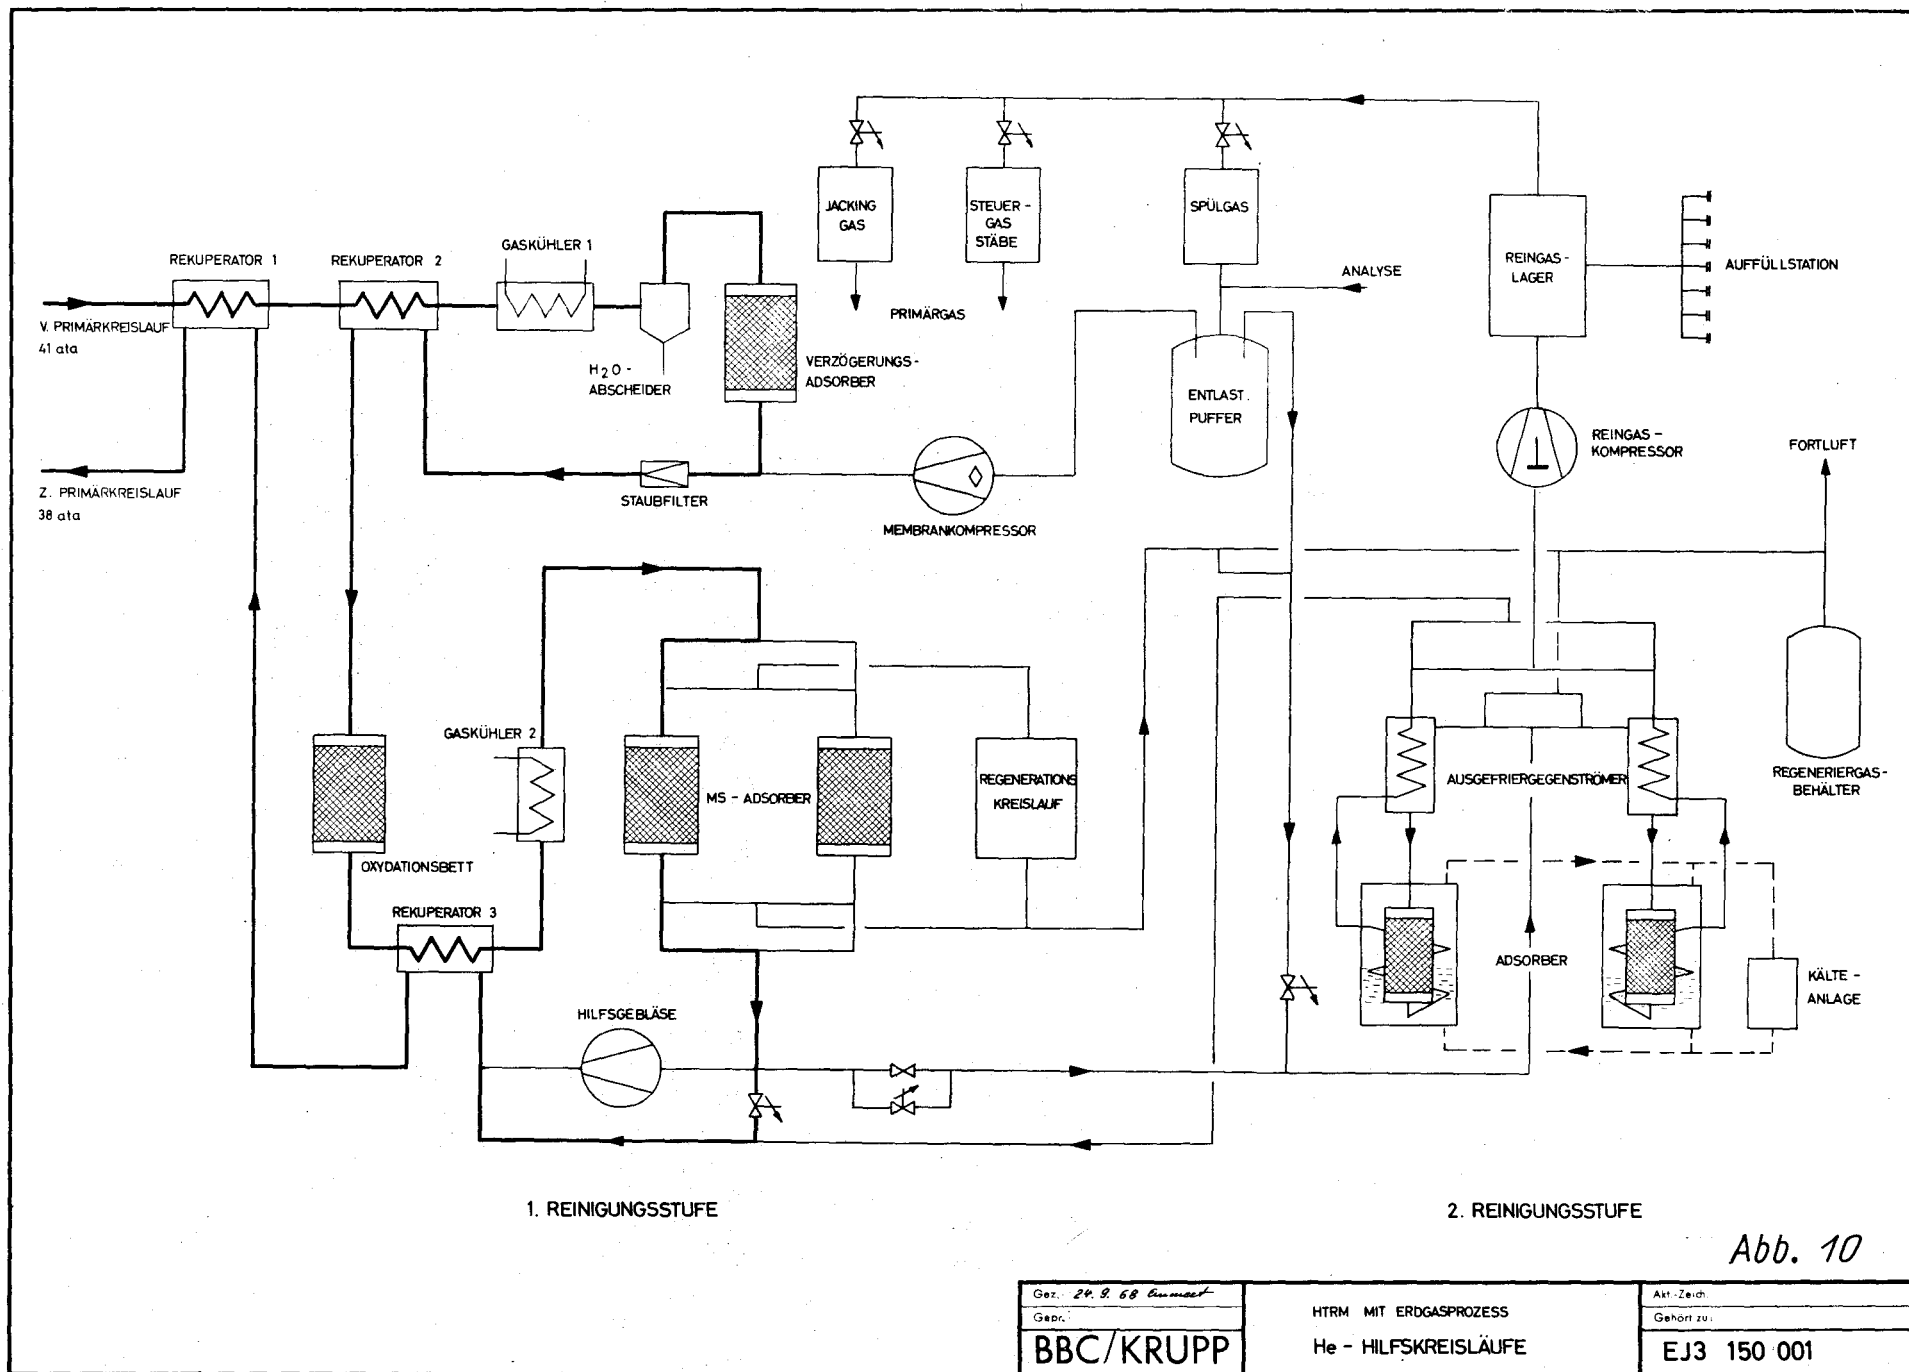 JACKING
GAS
STEUER-
GAS
STÄBE
SPÜLGAS
REINGAS-
LAGER
AUFFÜLLSTATION
ANALYSE
PRIMÄRGAS
REKUPERATOR 1
REKUPERATOR 2
GASKÜHLER 1
V. PRIMÄRKREISLAUF
41 ata
H2O-
ABSCHEIDER
VERZÖGERUNGS-
ADSORBER
ENTLAST.
PUFFER
REINGAS-
KOMPRESSOR
FORTLUFT
Z. PRIMÄRKREISLAUF
38 ata
STAUBFILTER
MEMBRANKOMPRESSOR
GASKÜHLER 2
MS-ADSORBER
REGENERATIONS
KREISLAUF
AUSGEFRIERGEGENSTRÖMER
REGENERIERGAS-
BEHÄLTER
OXYDATIONSBETT
REKUPERATOR 3
ADSORBER
KÄLTE-
ANLAGE
HILFSGEBLÄSE
1. REINIGUNGSSTUFE
2. REINIGUNGSSTUFE
Abb. 10
Gez. 24.9.68
Gepr.
BBC/KRUPP
HTRM MIT ERDGASPROZESS
He - HILFSKREISLÄUFE
Akt.-Zeich.
Gehört zu:
EJ3 150 001